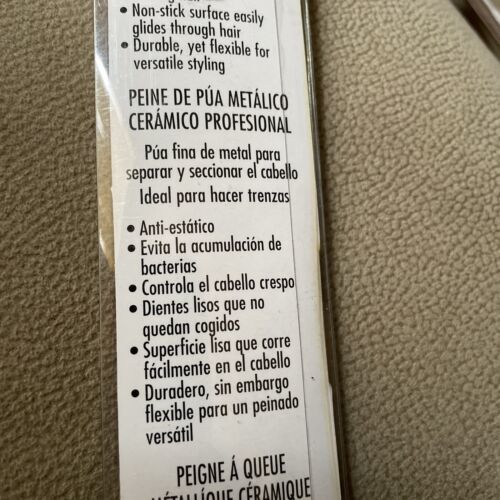 • Non-stick surface easily
glides through hair
• Durable, yet flexible for
versatile styling
PEINE DE PÚA METÁLICO
CERÁMICO PROFESIONAL
Púa fina de metal para
separar y seccionar el cabello
Ideal para hacer trenzas
• Anti-estático
• Evita la acumulación de
bacterias
• Controla el cabello crespo
• Dientes lisos que no
quedan cogidos
• Superficie lisa que corre
fácilmente en el cabello
• Duradero, sin embargo
flexible para un peinado
versátil
PEIGNE Á QUEUE
MÉTALLÍQUE CÉRAMIQUE